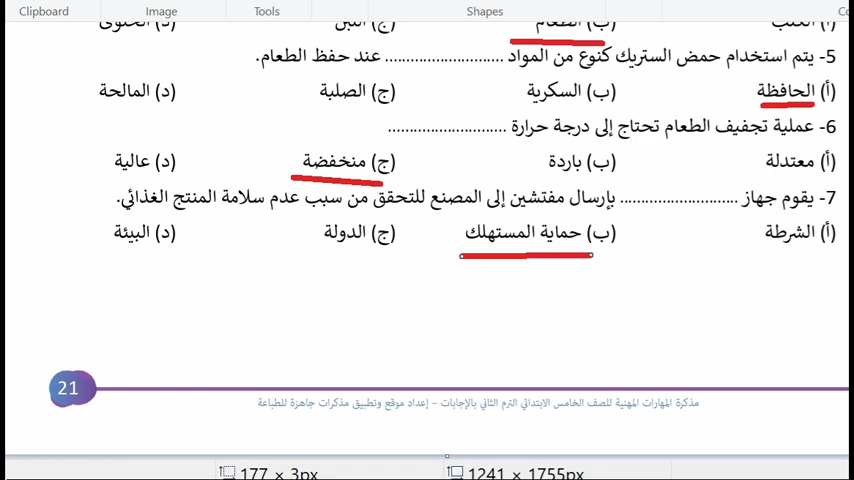 Clipboard Image Tools Shapes
(ب) الطعام
5- يتم استخدام حمض الستريك كنوع من المواد ............................ عند حفظ الطعام.
(أ) الحافظة (ب) السكرية (ج) الصلبة (د) المالحة
6- عملية تجفيف الطعام تحتاج إلى درجة حرارة ............................
(أ) معتدلة (ب) باردة (ج) منخفضة (د) عالية
7- يقوم جهاز ............................ بإرسال مفتشين إلى المصنع للتحقق من سبب عدم سلامة المنتج الغذائي.
(أ) الشرطة (ب) حماية المستهلك (ج) الدولة (د) البيئة
21
مذكرة المهارات المهنية للصف الخامس الابتدائي الترم الثاني بالإجابات – إعداد موقع وتطبيق مذكرات جاهزة للطباعة
177 × 3px 1241 × 1755px